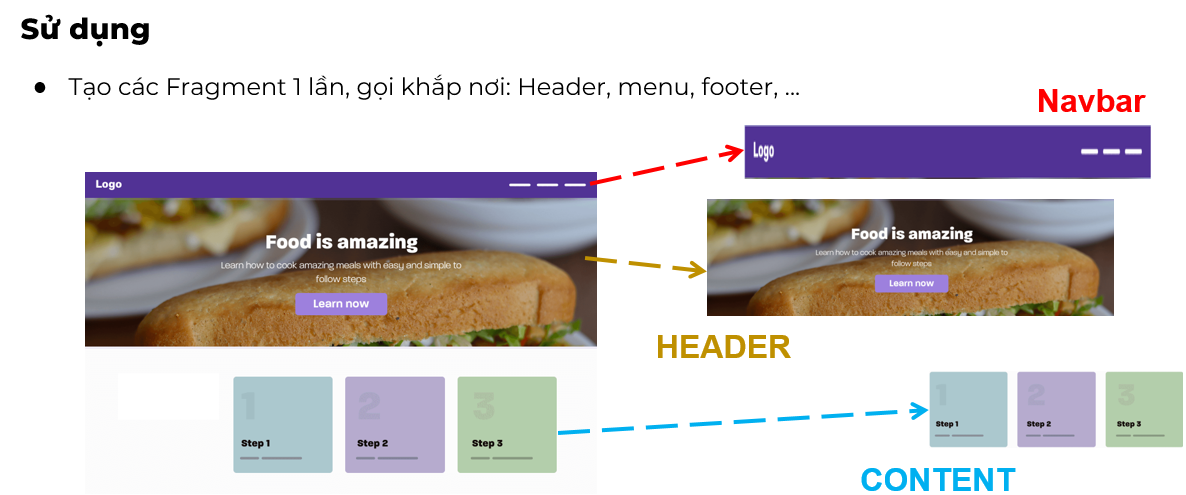 Sử dụng
● Tạo các Fragment 1 lần, gọi khắp nơi: Header, menu, footer, ...
Navbar
Logo
Logo
Food is amazing
Learn how to cook amazing meals with easy and simple to
follow steps
Learn now
Food is amazing
Learn how to cook amazing meals with easy and simple to
follow steps
Learn now
HEADER
1
Step 1
2
Step 2
3
Step 3
1
Step 1
2
Step 2
3
Step 3
CONTENT